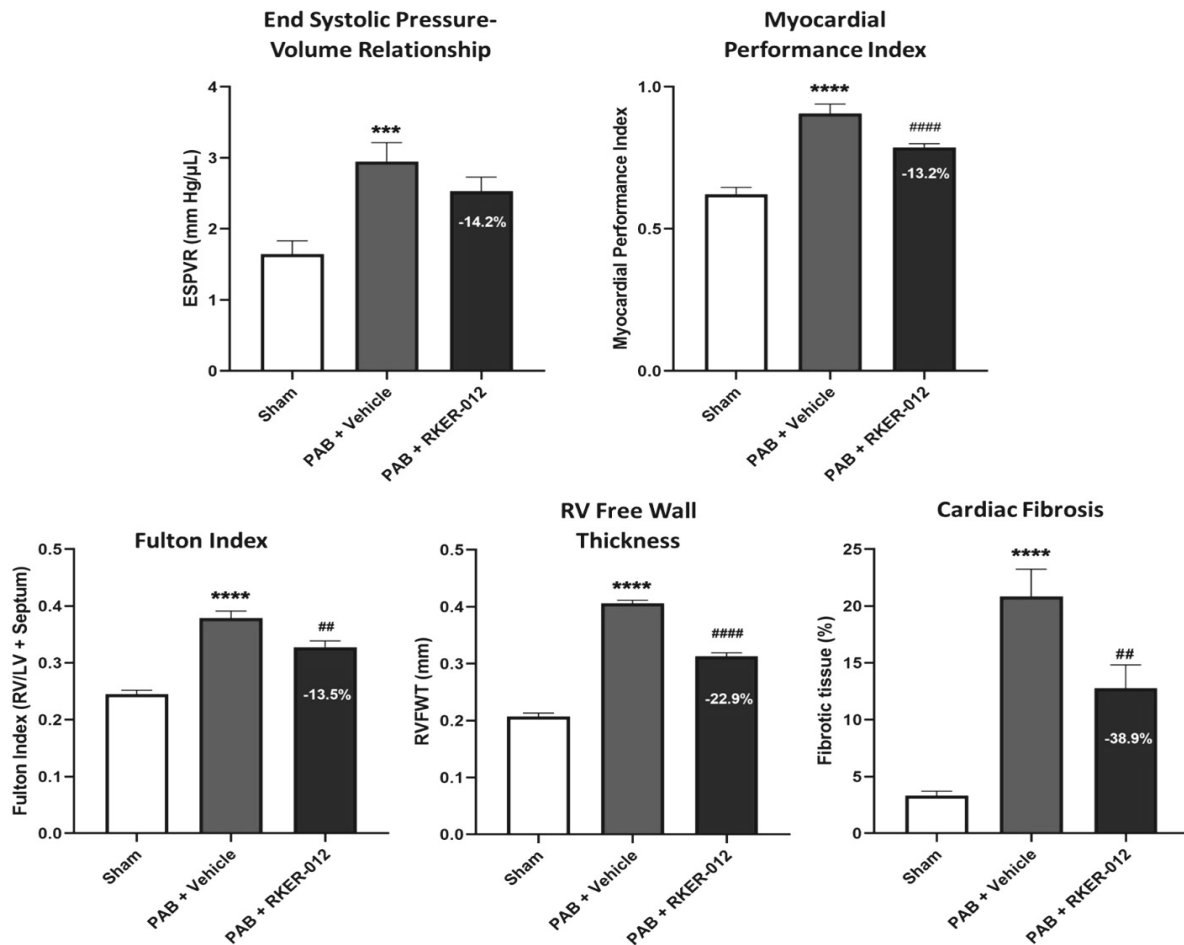 End Systolic Pressure-
Volume Relationship
ESPVR (mm Hg/µL)
4
3
2
1
0
***
-14.2%
Sham
PAB + Vehicle
PAB + RKER-012
Myocardial
Performance Index
Myocardial Performance Index
1.0
0.5
0.0
****
####
-13.2%
Sham
PAB + Vehicle
PAB + RKER-012
Fulton Index
Fulton Index (RV/LV + Septum)
0.5
0.4
0.3
0.2
0.1
0.0
****
##
-13.5%
Sham
PAB + Vehicle
PAB + RKER-012
RV Free Wall
Thickness
RVFWT (mm)
0.5
0.4
0.3
0.2
0.1
0.0
****
####
-22.9%
Sham
PAB + Vehicle
PAB + RKER-012
Cardiac Fibrosis
Fibrotic tissue (%)
25
20
15
10
5
0
****
##
-38.9%
Sham
PAB + Vehicle
PAB + RKER-012